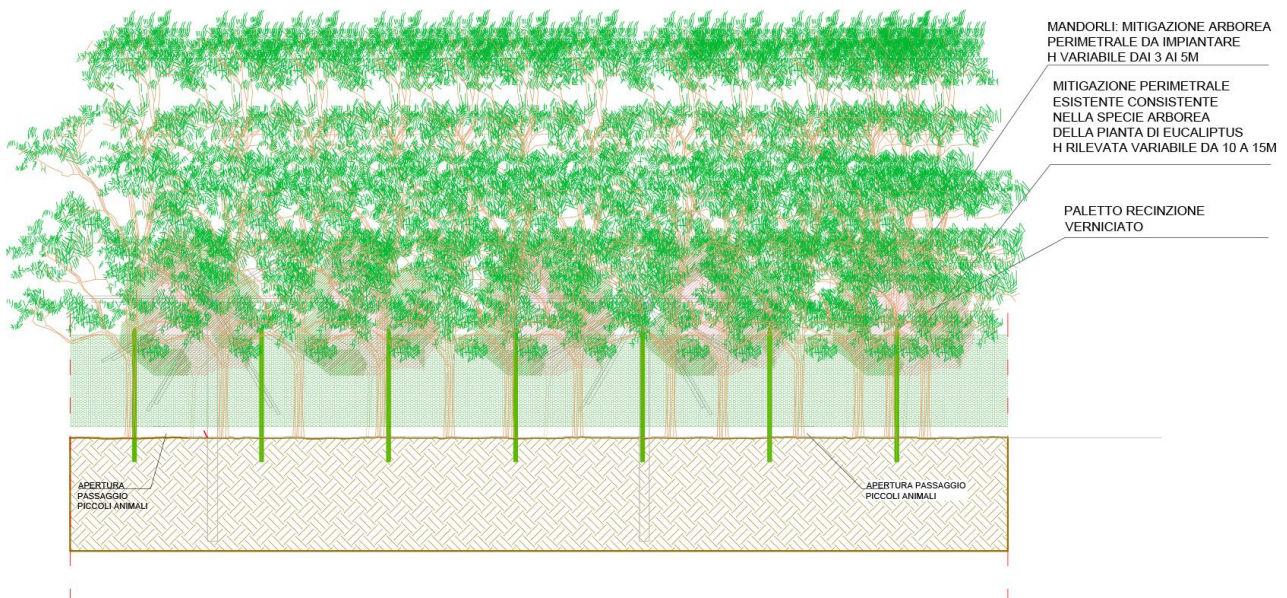 MANDORLI: MITIGAZIONE ARBOREA
PERIMETRALE DA IMPIANTARE
H VARIABILE DAI 3 AI 5M
MITIGAZIONE PERIMETRALE
ESISTENTE CONSISTENTE
NELLA SPECIE ARBOREA
DELLA PIANTA DI EUCALIPTUS
H RILEVATA VARIABILE DA 10 A 15M
PALETTO RECINZIONE
VERNICIATO
APERTURA
PASSAGGIO
PICCOLI ANIMALI
APERTURA PASSAGGIO
PICCOLI ANIMALI